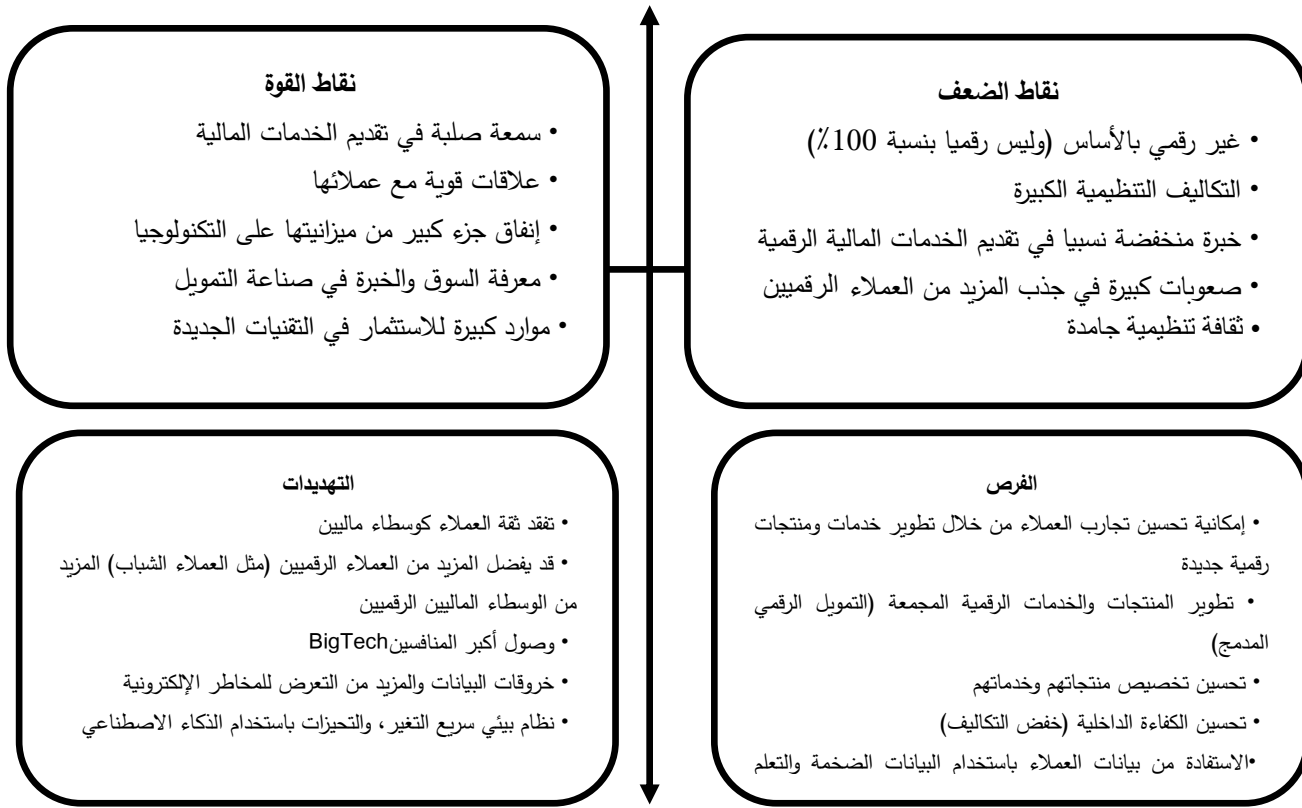 نقاط القوة
• سمعة صلبة في تقديم الخدمات المالية
• علاقات قوية مع عملائها
• إنفاق جزء كبير من ميزانيتها على التكنولوجيا
• معرفة السوق والخبرة في صناعة التمويل
• موارد كبيرة للاستثمار في التقنيات الجديدة
نقاط الضعف
• غير رقمي بالأساس (وليس رقميا بنسبة 100٪)
• التكاليف التنظيمية الكبيرة
• خبرة منخفضة نسبيا في تقديم الخدمات المالية الرقمية
• صعوبات كبيرة في جذب المزيد من العملاء الرقميين
• ثقافة تنظيمية جامدة
التهديدات
• تفقد ثقة العملاء كوسطاء ماليين
• قد يفضل المزيد من العملاء الرقميين (مثل العملاء الشباب) المزيد
من الوسطاء الماليين الرقميين
• وصول أكبر المنافسينBigTech
• خروقات البيانات والمزيد من التعرض للمخاطر الإلكترونية
• نظام بيئي سريع التغير، والتحيزات باستخدام الذكاء الاصطناعي
الفرص
• إمكانية تحسين تجارب العملاء من خلال تطوير خدمات ومنتجات
رقمية جديدة
• تطوير المنتجات والخدمات الرقمية المجمعة (التمويل الرقمي
المدمج)
• تحسين تخصيص منتجاتهم وخدماتهم
• تحسين الكفاءة الداخلية (خفض التكاليف)
•الاستفادة من بيانات العملاء باستخدام البيانات الضخمة والتعلم